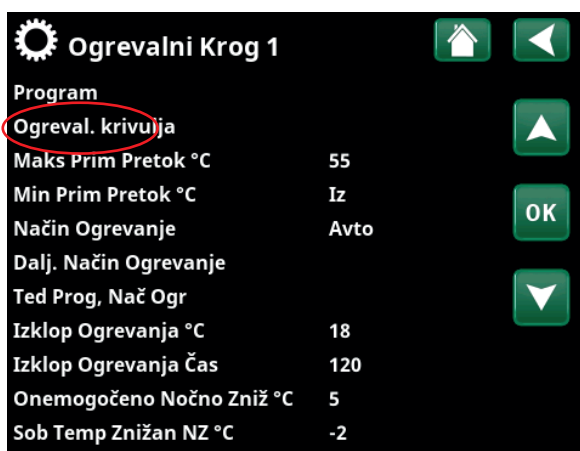 Ogrevalni Krog 1
Program
Ogreval. krivulja
Maks Prim Pretok °C 55
Min Prim Pretok °C Iz
Način Ogrevanje Avto
OK
Dalj. Način Ogrevanje
Ted Prog, Nač Ogr
Izklop Ogrevanja °C 18
Izklop Ogrevanja Čas 120
Onemogočeno Nočno Zniž °C 5
Sob Temp Znižan NZ °C -2